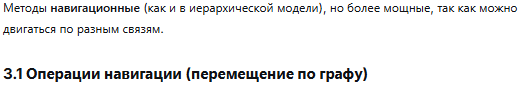 Методы навигационные (как и в иерархической модели), но более мощные, так как можно
двигаться по разным связям.
3.1 Операции навигации (перемещение по графу)